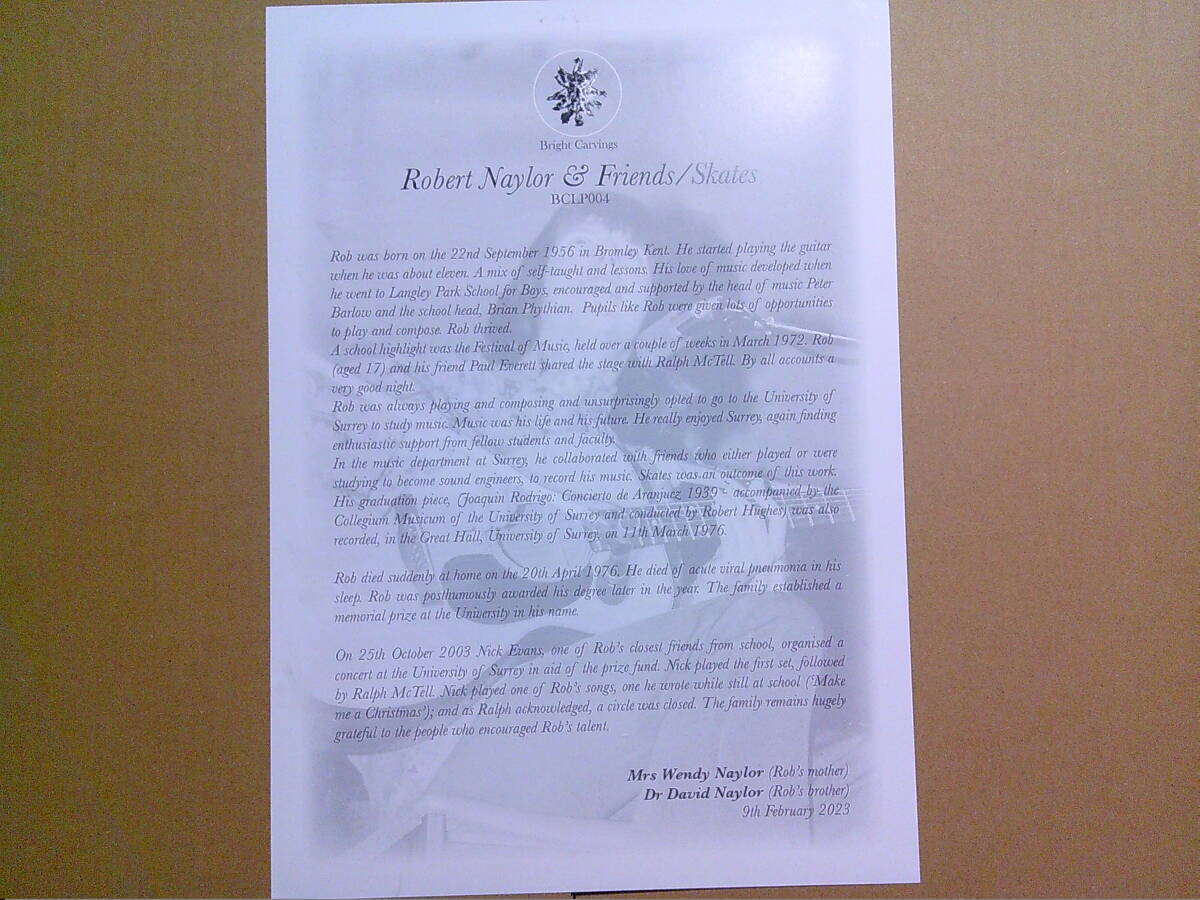 Bright Carvings
Robert Naylor & Friends/Skates
BCLP004
Rob was born on the 22nd September 1956 in Bromley Kent. He started playing the guitar
when he was about eleven. A mix of self-taught and lessons. His love of music developed when
he went to Langley Park School for Boys, encouraged and supported by the head of music Peter
Barlow and the school head, Brian Phythian. Pupils like Rob were given lots of opportunities
to play and compose. Rob thrived.
A school highlight was the Festival of Music, held over a couple of weeks in March 1972. Rob
(aged 17) and his friend Paul Everett shared the stage with Ralph McTell. By all accounts a
very good night.
Rob was always playing and composing and unsurprisingly opted to go to the University of
Surrey to study music. Music was his life and his future. He really enjoyed Surrey, again finding
enthusiastic support from fellow students and faculty.
In the music department at Surrey, he collaborated with friends who either played or were
studying to become sound engineers, to record his music. Skates was an outcome of this work.
His graduation piece, (Joaquin Rodrigo: Concierto de Aranjuez 1939 - accompanied by the
Collegium Musicum of the University of Surrey and conducted by Robert Hughes) was also
recorded, in the Great Hall, University of Surrey, on 11th March 1976.
Rob died suddenly at home on the 20th April 1976. He died of acute viral pneumonia in his
sleep. Rob was posthumously awarded his degree later in the year. The family established a
memorial prize at the University in his name.
On 25th October 2003 Nick Evans, one of Rob's closest friends from school, organised a
concert at the University of Surrey in aid of the prize fund. Nick played the first set, followed
by Ralph McTell. Nick played one of Rob's songs, one he wrote while still at school ('Make
me a Christmas'); and as Ralph acknowledged, a circle was closed. The family remains hugely
grateful to the people who encouraged Rob's talent.
Mrs Wendy Naylor (Rob's mother)
Dr David Naylor (Rob's brother)
9th February 2023